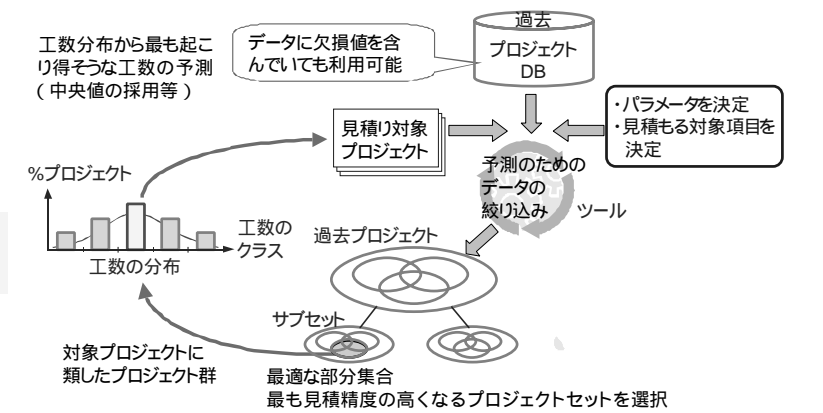 工数分布から最も起こ
り得そうな工数の予測
(中央値の採用等)
データに欠損値を含
んでいても利用可能
過去
プロジェクト
DB
・パラメータを決定
・見積もる対象項目を
決定
見積り対象
プロジェクト
予測のための
データの
絞り込み
ツール
%プロジェクト
工数の
クラス
工数の分布
過去プロジェクト
サブセット
対象プロジェクトに
類したプロジェクト群
最適な部分集合
最も見積精度の高くなるプロジェクトセットを選択